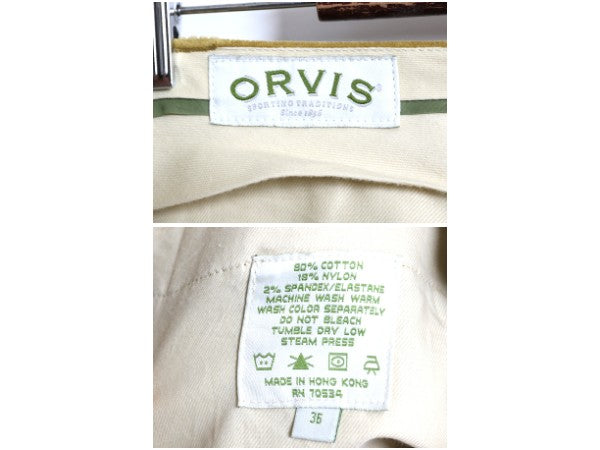 ORVIS®
SPORTING TRADITIONS
Since 1856
80% COTTON
18% NYLON
2% SPANDEX/ELASTANE
MACHINE WASH WARM
WASH COLOR SEPARATELY
DO NOT BLEACH
TUMBLE DRY LOW
STEAM PRESS
MADE IN HONG KONG
RN 70534
36